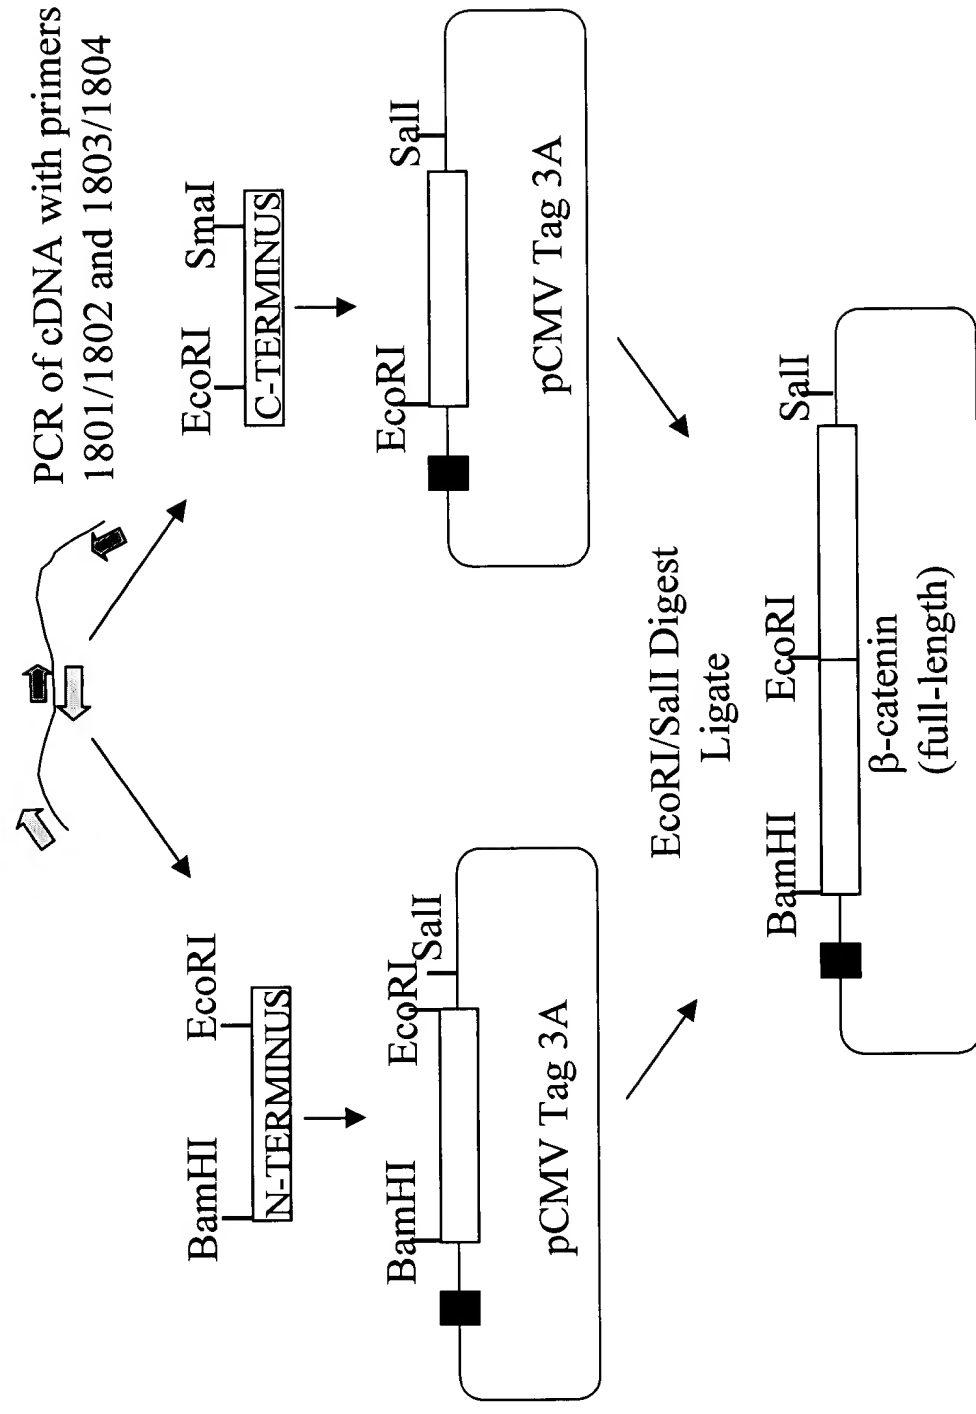 PCR of cDNA with primers
1801/1802 and 1803/1804
BamHI
EcoRI
N-TERMINUS
EcoRI
SmaI
C-TERMINUS
BamHI
EcoRI
SalI
pCMV Tag 3A
EcoRI
SalI
pCMV Tag 3A
EcoRI/SalI Digest
Ligate
BamHI
EcoRI
SalI
β-catenin
(full-length)